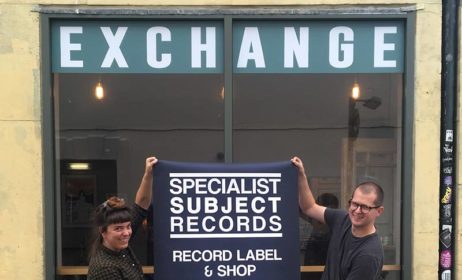 EXCHANGE
SPECIALIST
SUBJECT
RECORDS
RECORD LABEL
& SHOP